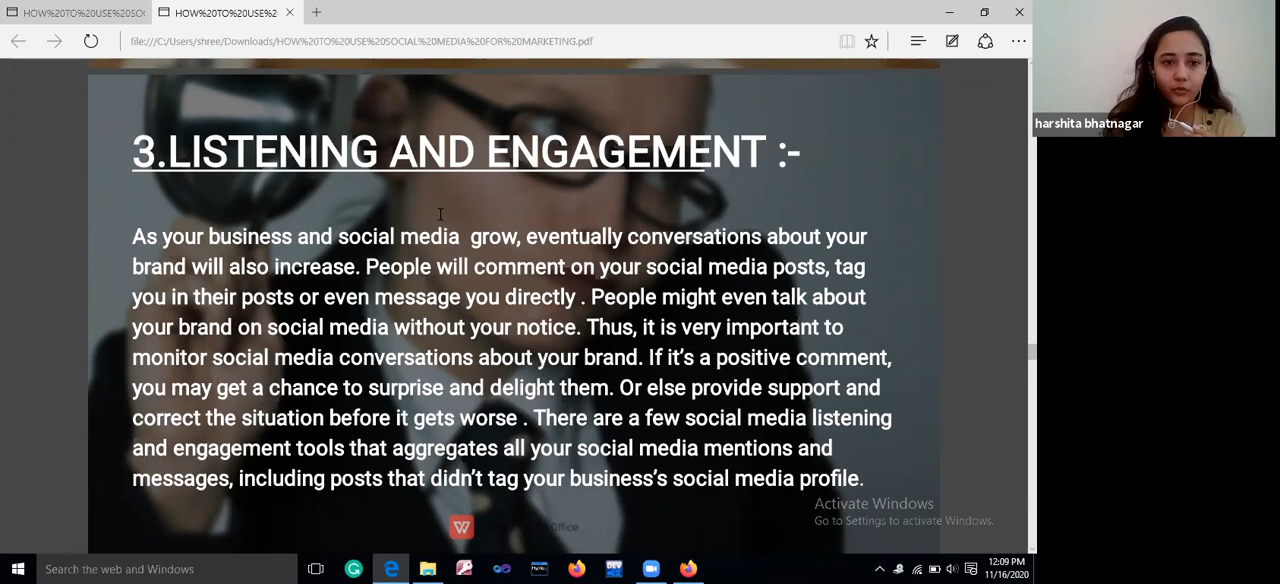 HOW%20TO%20USE%20SO
HOW%20TO%20USE%20
file:///C:/Users/shree/Downloads/HOW%20TO%20USE%20SOCIAL%20MEDIA%20FOR%20MARKETING.pdf
harshita bhatnagar
3.LISTENING AND ENGAGEMENT :-
As your business and social media  grow, eventually conversations about your
brand will also increase. People will comment on your social media posts, tag
you in their posts or even message you directly . People might even talk about
your brand on social media without your notice. Thus, it is very important to
monitor social media conversations about your brand. If it’s a positive comment,
you may get a chance to surprise and delight them. Or else provide support and
correct the situation before it gets worse . There are a few social media listening
and engagement tools that aggregates all your social media mentions and
messages, including posts that didn’t tag your business’s social media profile.
Activate Windows
Go to Settings to activate Windows.
Office
Search the web and Windows
DEV
12:09 PM
11/16/2020